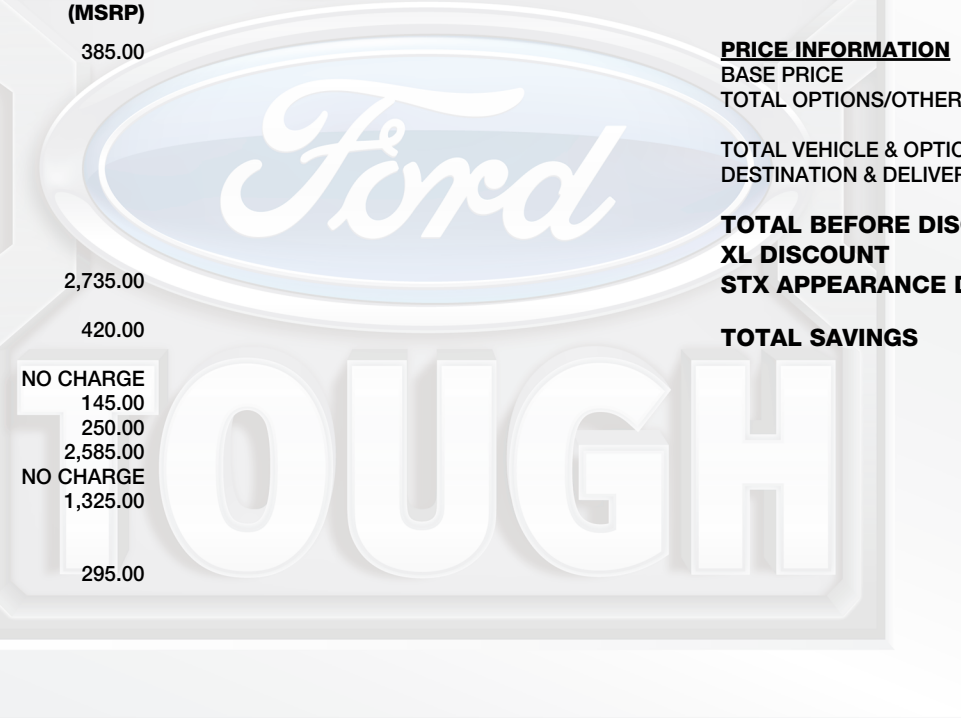 (MSRP)
385.00
2,735.00
420.00
NO CHARGE
145.00
250.00
2,585.00
NO CHARGE
1,325.00
295.00
PRICE INFORMATION
BASE PRICE
TOTAL OPTIONS/OTHER
TOTAL VEHICLE & OPTIO
DESTINATION & DELIVER
TOTAL BEFORE DIS
XL DISCOUNT
STX APPEARANCE D
TOTAL SAVINGS
Ford
TOUGH